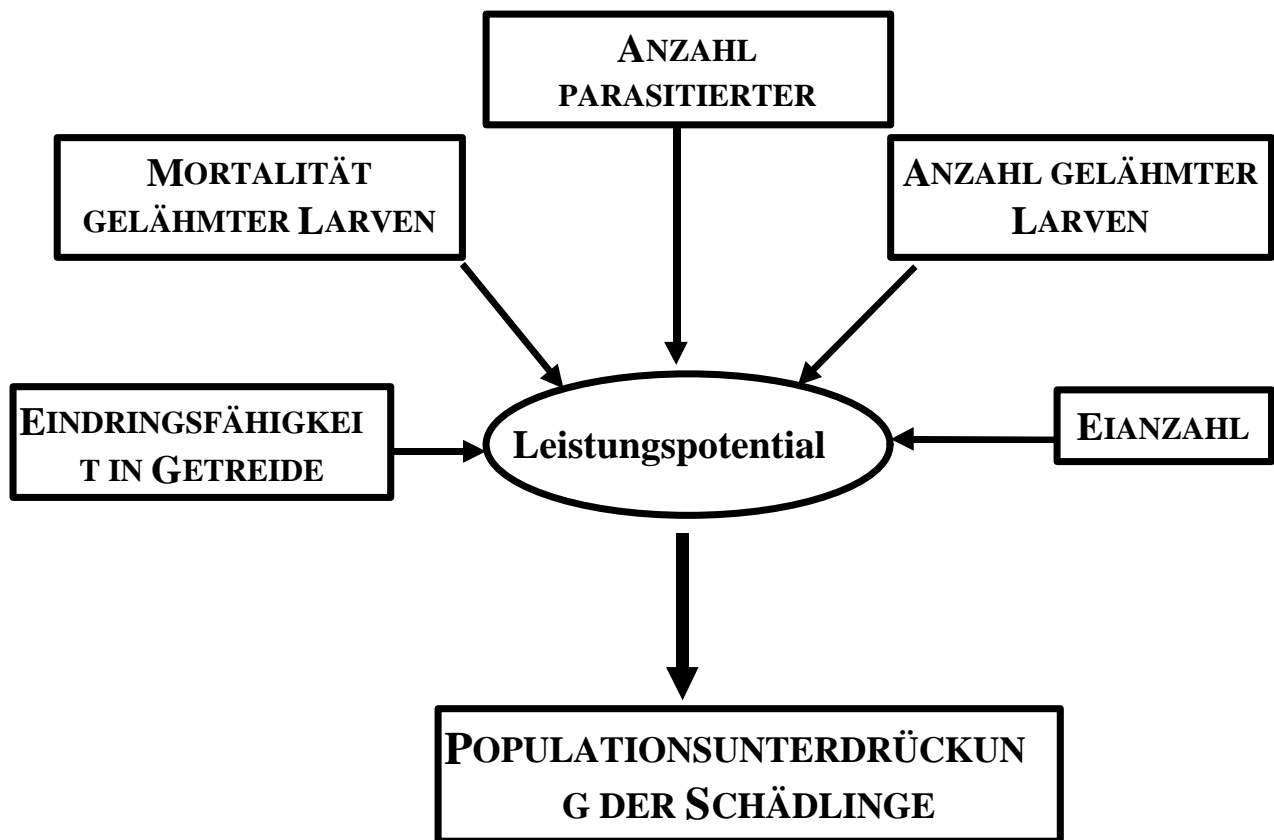 ANZAHL
PARASITIERTER
MORTALITÄT
GELÄHMTER LARVEN
ANZAHL GELÄHMTER
LARVEN
EINDRINGSFÄHIGKEI
T IN GETREIDE
Leistungspotential
EIANZAHL
POPULATIONSUNTERDRÜCKUN
G DER SCHÄDLINGE